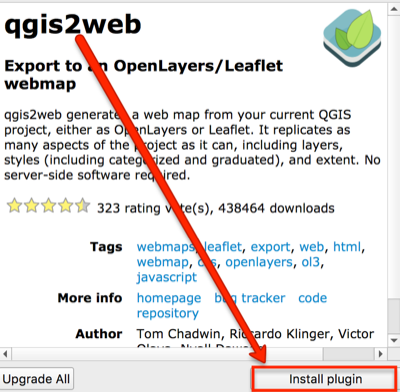 qgis2web
Export to an OpenLayers/Leaflet
webmap
qgis2web generates a web map from your current QGIS
project, either as OpenLayers or Leaflet. It replicates as
many aspects of the project as it can, including layers,
styles (including categorized and graduated), and extent. No
server-side software required.
323 rating vote(s), 438464 downloads
Tags webmaps, leaflet, export, web, html,
webmap, css, openlayers, ol3,
javascript
More info homepage bug tracker code
repository
Author Tom Chadwin, Riccardo Klinger, Victor
Upgrade All Install plugin